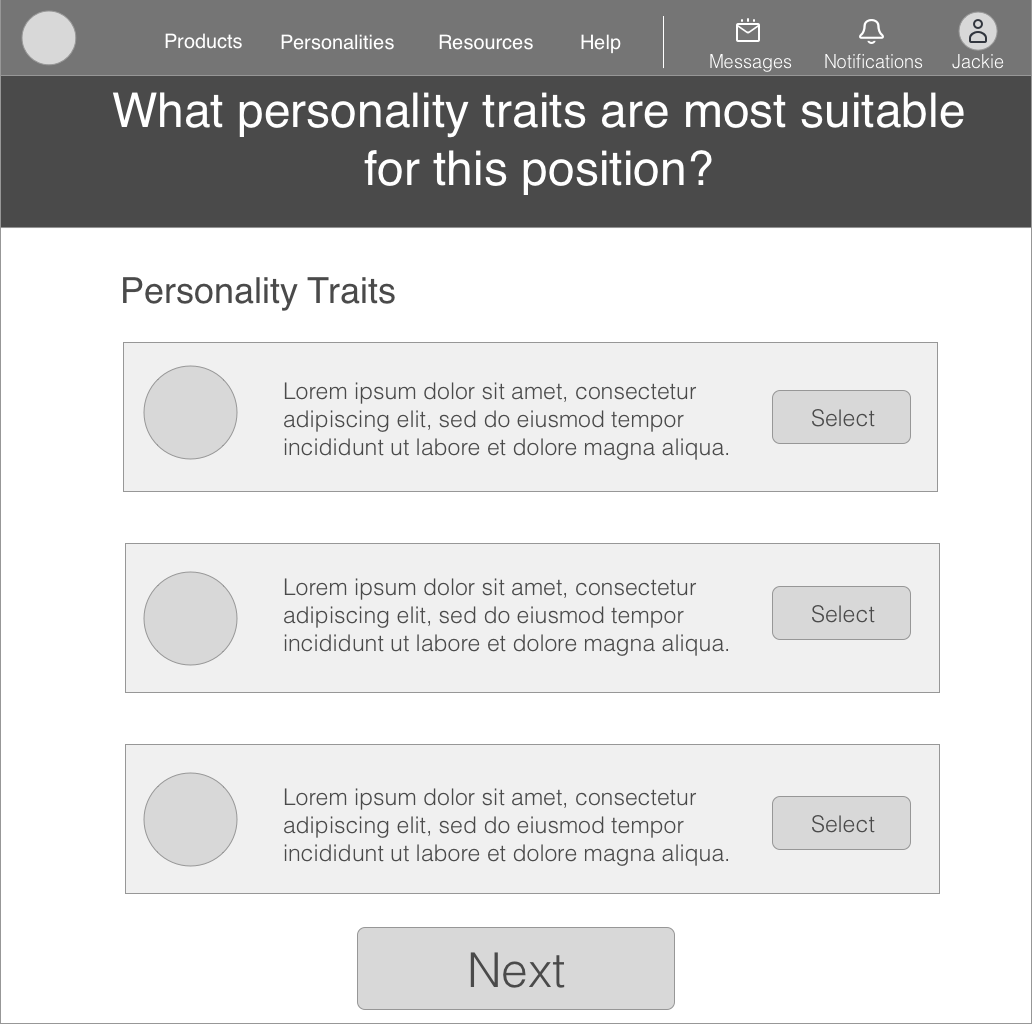 Products Personalities Resources Help
Messages Notifications Jackie
What personality traits are most suitable
for this position?
Personality Traits
Lorem ipsum dolor sit amet, consectetur
adipiscing elit, sed do eiusmod tempor
incididunt ut labore et dolore magna aliqua.
Select
Lorem ipsum dolor sit amet, consectetur
adipiscing elit, sed do eiusmod tempor
incididunt ut labore et dolore magna aliqua.
Select
Lorem ipsum dolor sit amet, consectetur
adipiscing elit, sed do eiusmod tempor
incididunt ut labore et dolore magna aliqua.
Select
Next